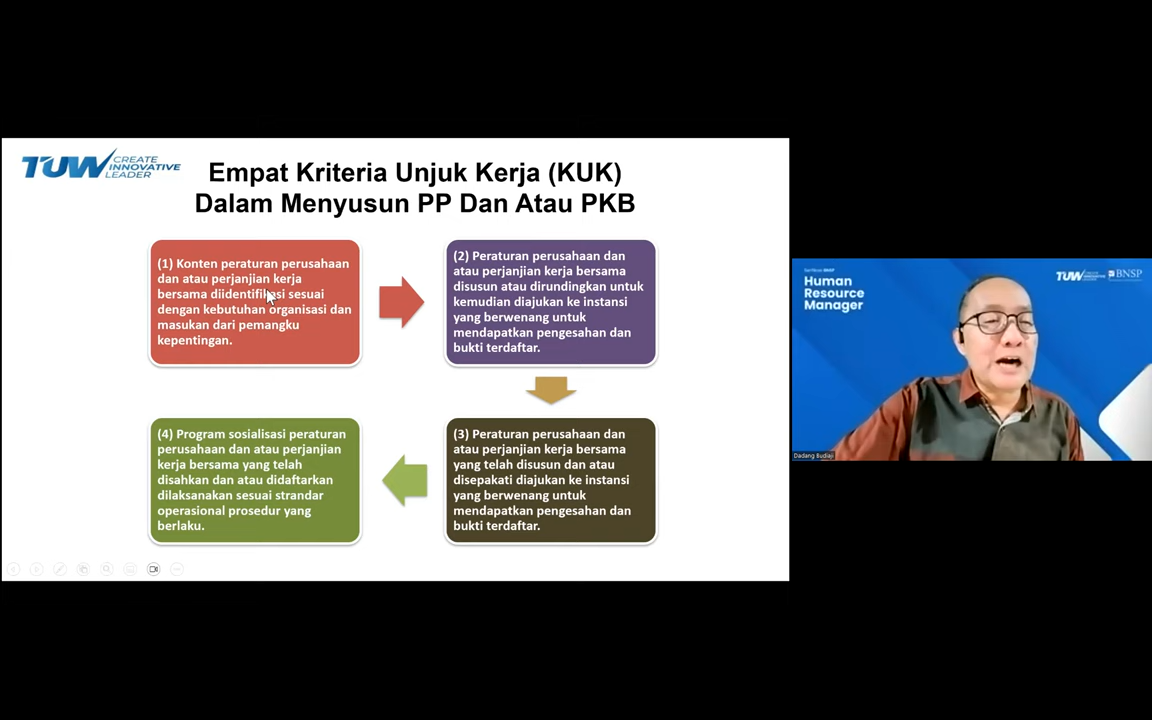 TUW CREATE
INNOVATIVE
LEADER
Empat Kriteria Unjuk Kerja (KUK)
Dalam Menyusun PP Dan Atau PKB
(1) Konten peraturan perusahaan
dan atau perjanjian kerja
bersama diidentifikasi sesuai
dengan kebutuhan organisasi dan
masukan dari pemangku
kepentingan.
(2) Peraturan perusahaan dan
atau perjanjian kerja bersama
disusun atau dirundingkan untuk
kemudian diajukan ke instansi
yang berwenang untuk
mendapatkan pengesahan dan
bukti terdaftar.
(3) Peraturan perusahaan dan
atau perjanjian kerja bersama
yang telah disusun dan atau
disepakati diajukan ke instansi
yang berwenang untuk
mendapatkan pengesahan dan
bukti terdaftar.
(4) Program sosialisasi peraturan
perusahaan dan atau perjanjian
kerja bersama yang telah
disahkan dan atau didaftarkan
dilaksanakan sesuai strandar
operasional prosedur yang
berlaku.
Sertifikasi BNSP
Human
Resource
Manager
TUW BNSP
Dadang Budiaji